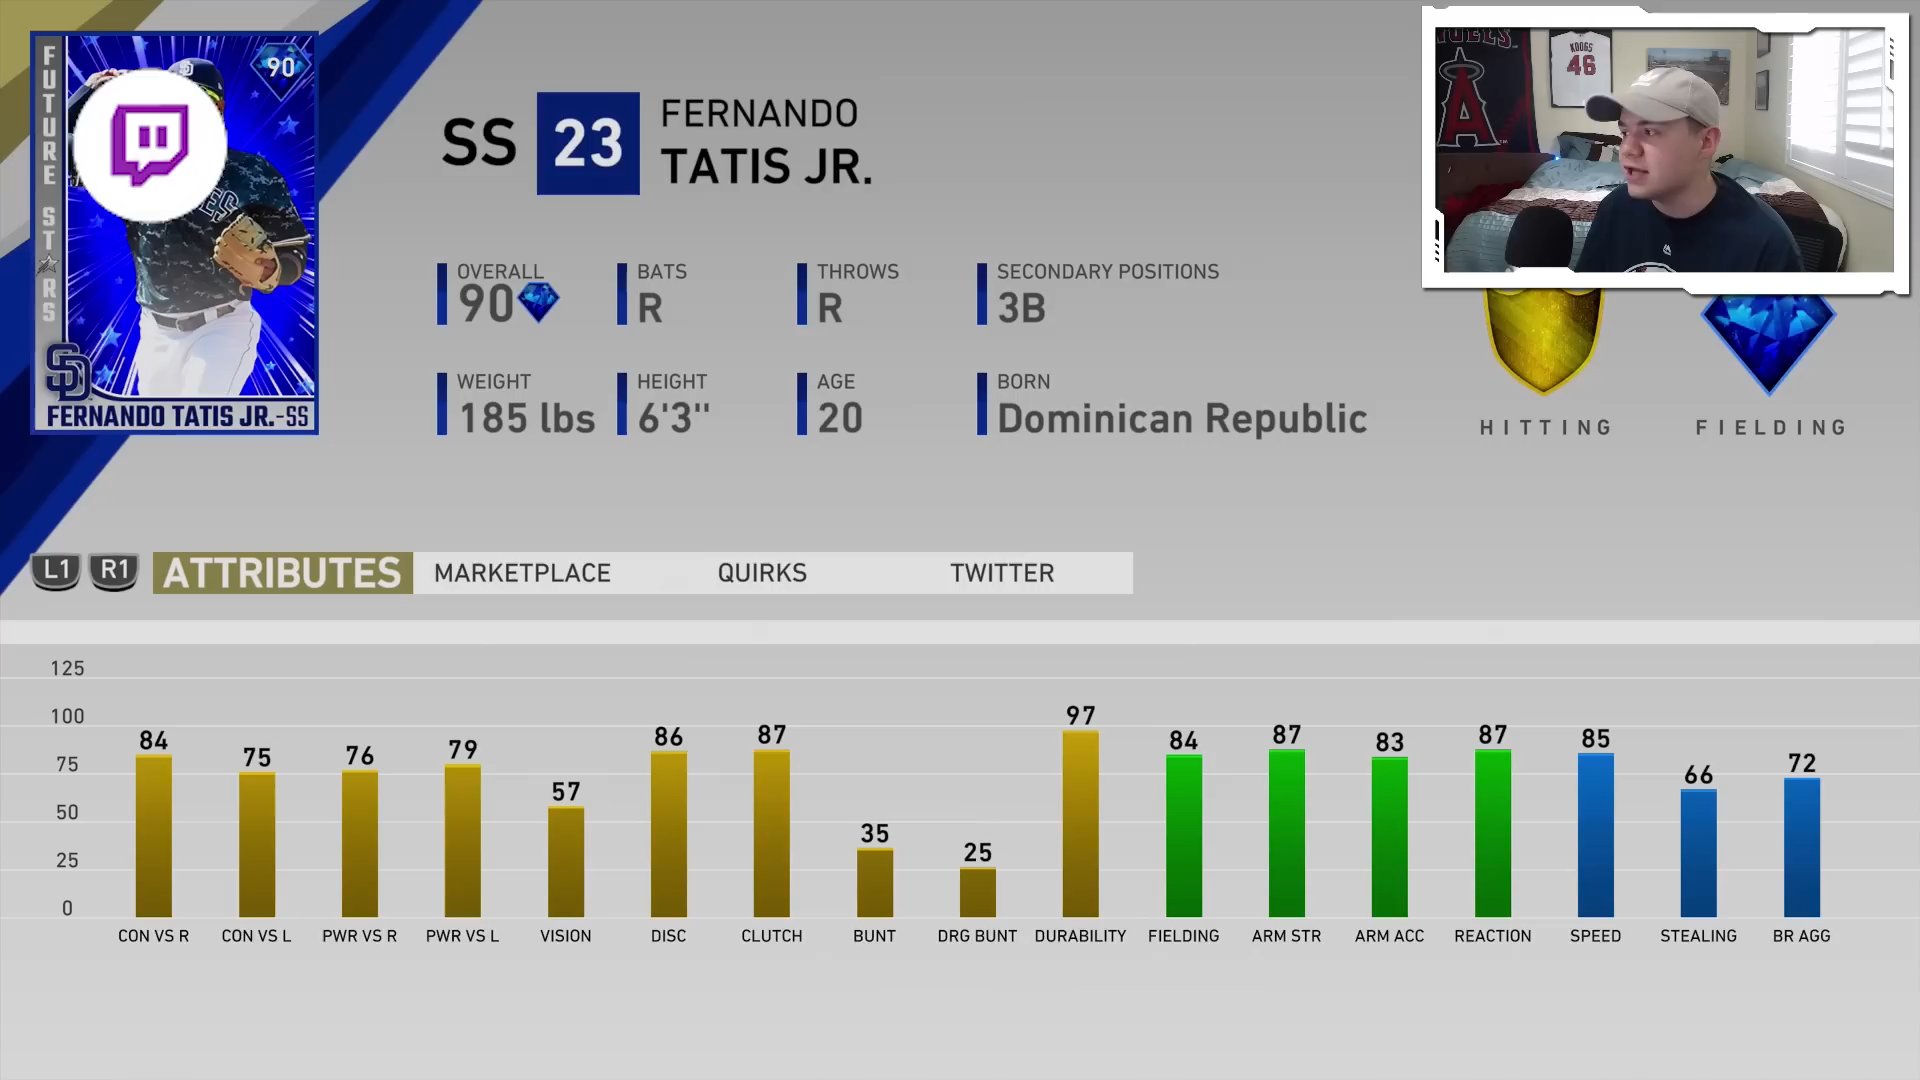 FUTURE STARS
90
SD
FERNANDO TATIS JR.-SS
SS 23 FERNANDO
TATIS JR.
OVERALL BATS THROWS SECONDARY POSITIONS
90 R R 3B
WEIGHT HEIGHT AGE BORN
185 lbs 6'3" 20 Dominican Republic
KOOGS
46
A
HITTING FIELDING
L1 R1 ATTRIBUTES MARKETPLACE QUIRKS TWITTER
125
100
75
50
25
0
84 75 76 79 57 86 87 35 25 97 84 87 83 87 85 66 72
CON VS R CON VS L PWR VS R PWR VS L VISION DISC CLUTCH BUNT DRG BUNT DURABILITY FIELDING ARM STR ARM ACC REACTION SPEED STEALING BR AGG